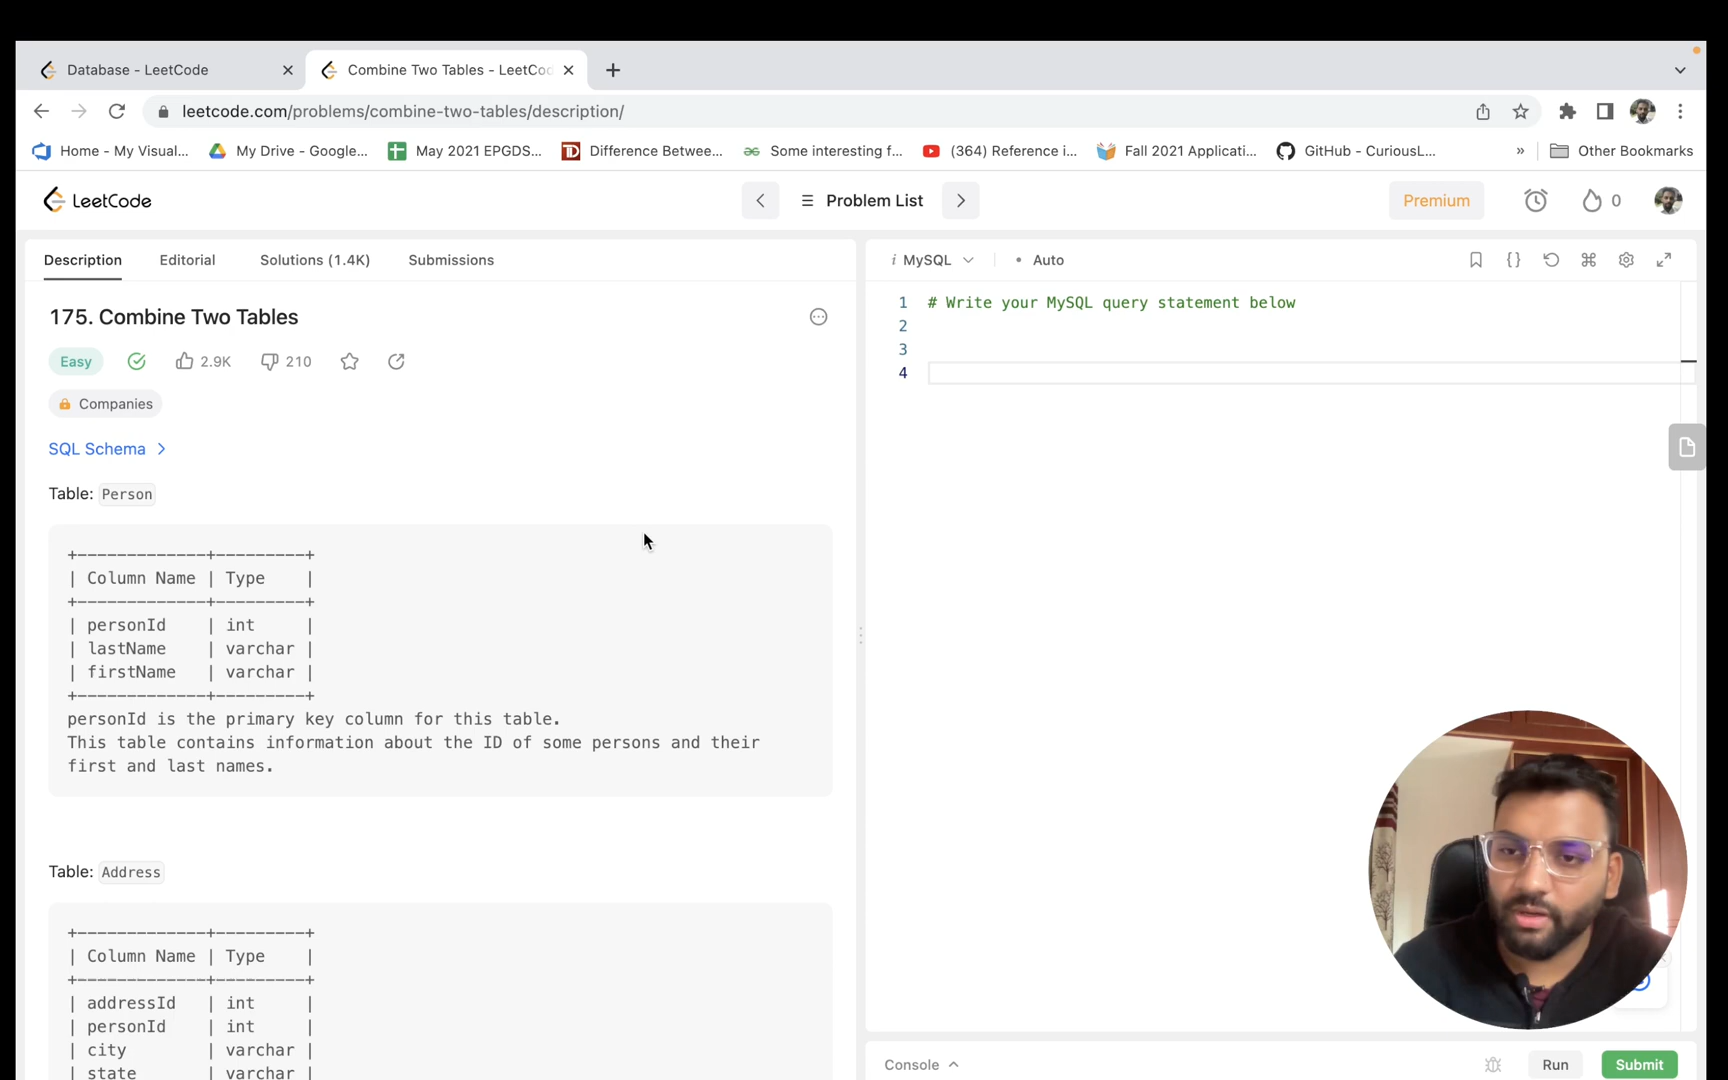 Database - LeetCode
Combine Two Tables - LeetCo
leetcode.com/problems/combine-two-tables/description/
Home - My Visual...
My Drive - Google...
May 2021 EPGDS...
Difference Betwee...
Some interesting f...
(364) Reference i...
Fall 2021 Applicati...
GitHub - CuriousL...
»
Other Bookmarks
LeetCode
Problem List
Premium
0
Description
Editorial
Solutions (1.4K)
Submissions
i MySQL
• Auto
175. Combine Two Tables
Easy
2.9K
210
Companies
SQL Schema >
Table: Person
+-------------+---------+
| Column Name | Type    |
+-------------+---------+
| personId    | int     |
| lastName    | varchar |
| firstName   | varchar |
+-------------+---------+
personId is the primary key column for this table.
This table contains information about the ID of some persons and their
first and last names.
Table: Address
+-------------+---------+
| Column Name | Type    |
+-------------+---------+
| addressId   | int     |
| personId    | int     |
| city        | varchar |
| state       | varchar |
1 # Write your MySQL query statement below
2
3
4
Console
Run
Submit